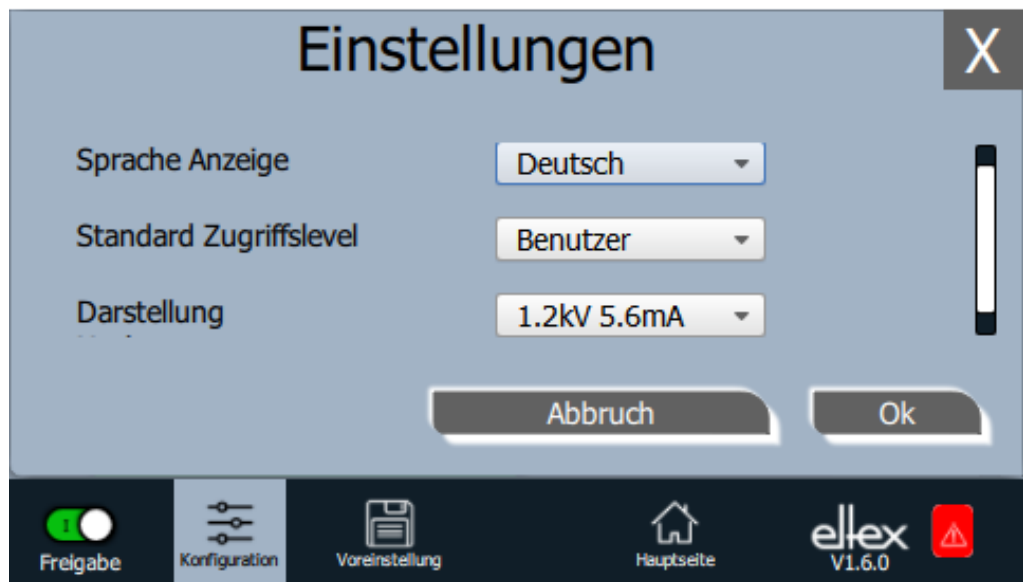 Einstellungen
X
Sprache Anzeige
Deutsch
Standard Zugriffslevel
Benutzer
Darstellung
1.2kV 5.6mA
Abbruch
Ok
I
Freigabe
Konfiguration
Voreinstellung
Hauptseite
eltex
V1.6.0